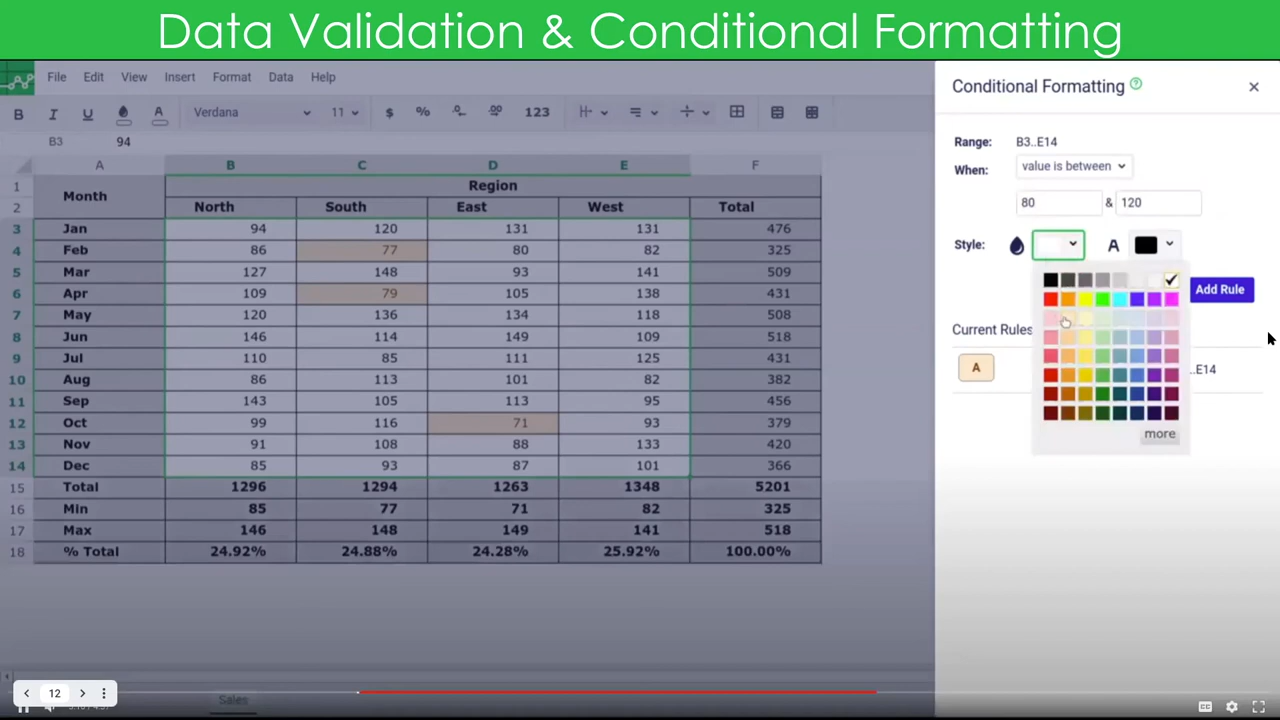 Data Validation & Conditional Formatting
File Edit View Insert Format Data Help
Conditional Formatting ?
B I U A Verdana 11 $ % .0 .00 123
B3 94
Range: B3..E14
When: value is between
80 & 120
Style: A
Add Rule
Current Rules
A ..E14
more
A B C D E F
1 Month Region
2 North South East West Total
3 Jan 94 120 131 131 476
4 Feb 86 77 80 82 325
5 Mar 127 148 93 141 509
6 Apr 109 79 105 138 431
7 May 120 136 134 118 508
8 Jun 146 114 149 109 518
9 Jul 110 85 111 125 431
10 Aug 86 113 101 82 382
11 Sep 143 105 113 95 456
12 Oct 99 116 71 93 379
13 Nov 91 108 88 133 420
14 Dec 85 93 87 101 366
15 Total 1296 1294 1263 1348 5201
16 Min 85 77 71 82 325
17 Max 146 148 149 141 518
18 % Total 24.92% 24.88% 24.28% 25.92% 100.00%
12
Sales
CC